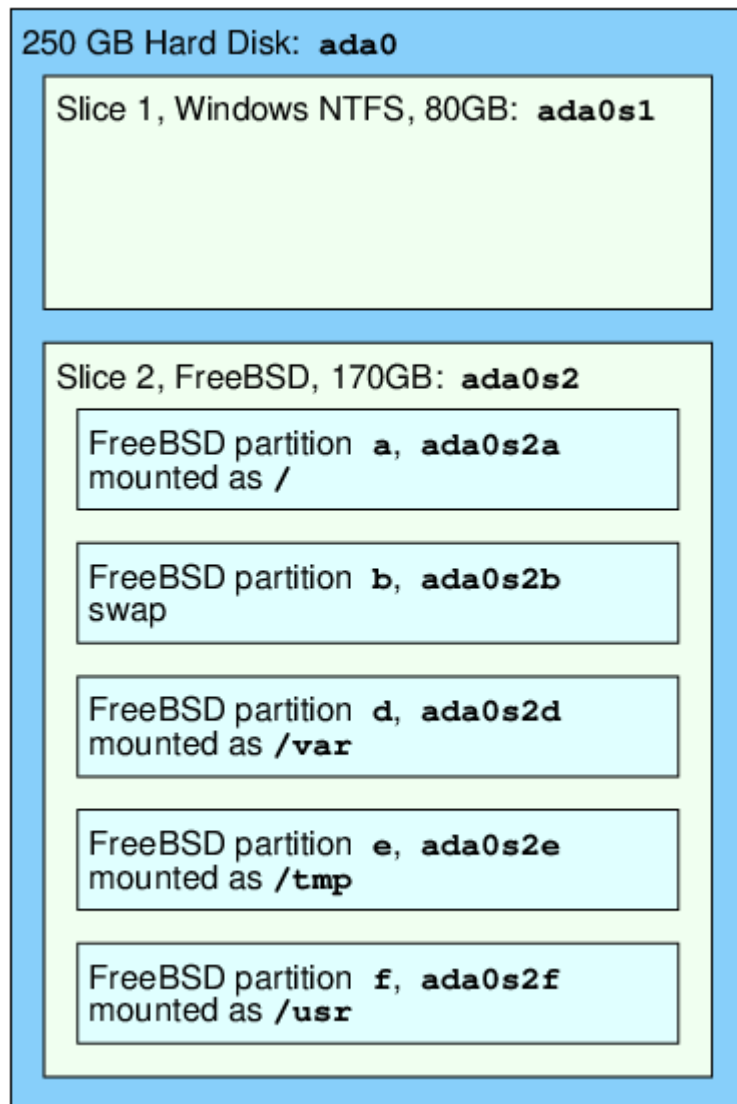 250 GB Hard Disk: ada0
Slice 1, Windows NTFS, 80GB: ada0s1
Slice 2, FreeBSD, 170GB: ada0s2
FreeBSD partition a, ada0s2a
mounted as /
FreeBSD partition b, ada0s2b
swap
FreeBSD partition d, ada0s2d
mounted as /var
FreeBSD partition e, ada0s2e
mounted as /tmp
FreeBSD partition f, ada0s2f
mounted as /usr